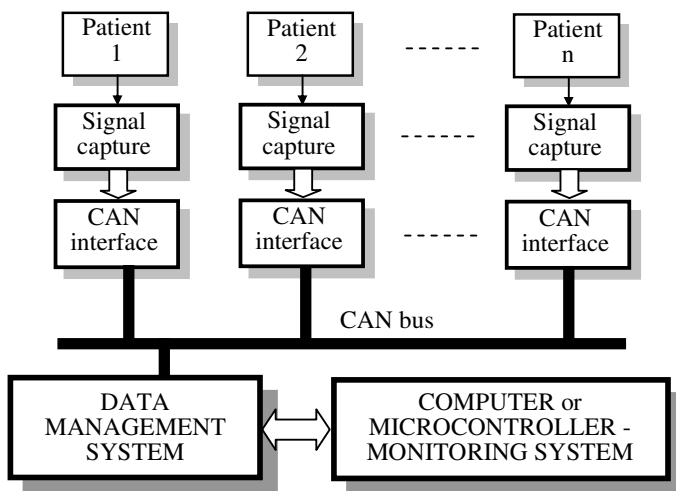 Patient
1
Patient
2
Patient
n
Signal
capture
Signal
capture
Signal
capture
CAN
interface
CAN
interface
CAN
interface
CAN bus
DATA
MANAGEMENT
SYSTEM
COMPUTER or
MICROCONTROLLER -
MONITORING SYSTEM